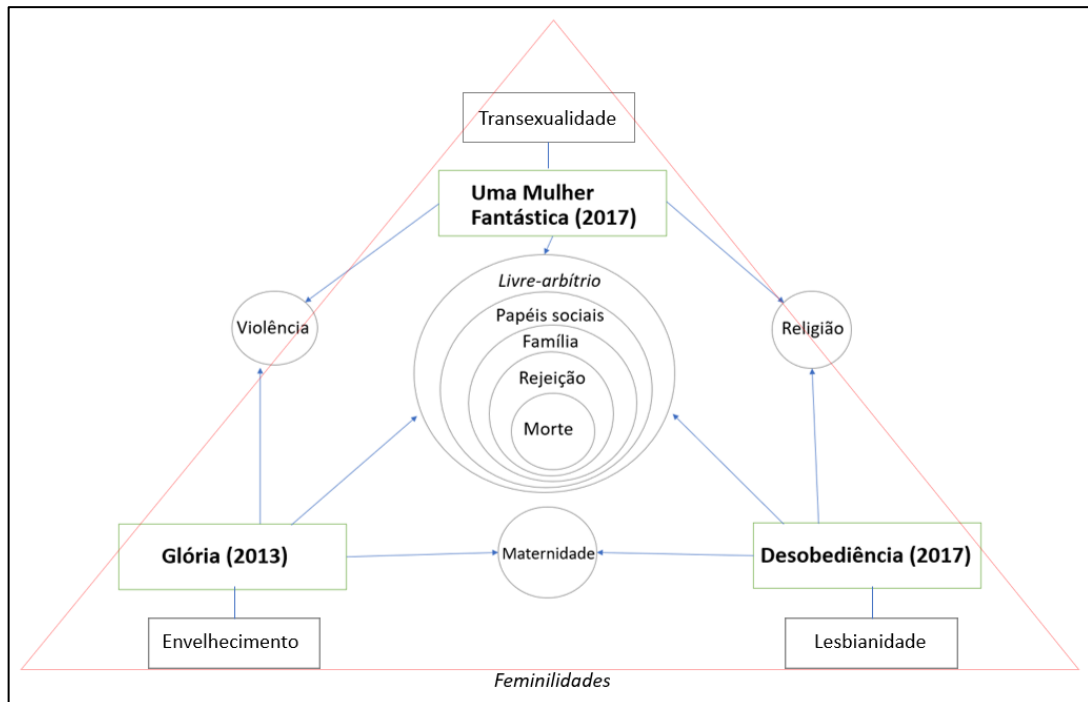 Transexualidade
Uma Mulher
Fantástica (2017)
Livre-arbítrio
Papéis sociais
Violência
Religião
Família
Rejeição
Morte
Glória (2013)
Maternidade
Desobediência (2017)
Envelhecimento
Lesbianidade
Feminilidades